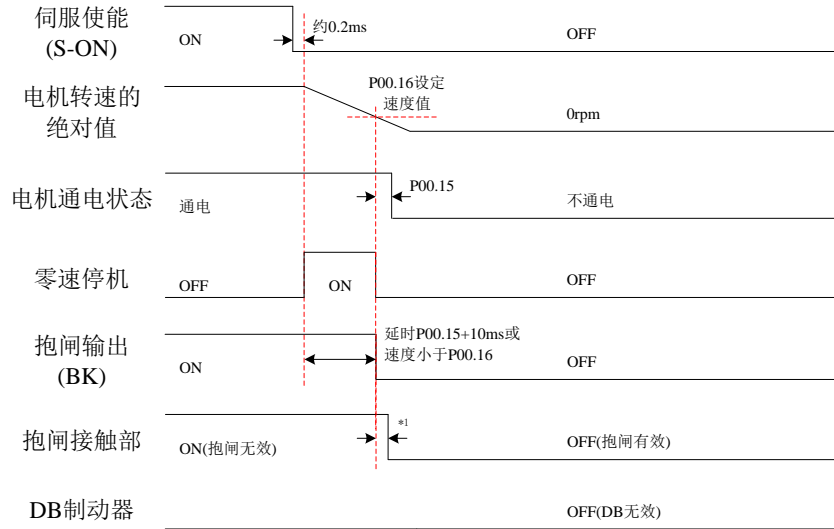 伺服使能
(S-ON)
ON
约0.2ms
OFF
电机转速的
绝对值
P00.16设定
速度值
0rpm
电机通电状态
通电
P00.15
不通电
零速停机
OFF
ON
OFF
抱闸输出
(BK)
ON
延时P00.15+10ms或
速度小于P00.16
OFF
抱闸接触部
ON(抱闸无效)
*1
OFF(抱闸有效)
DB制动器
OFF(DB无效)